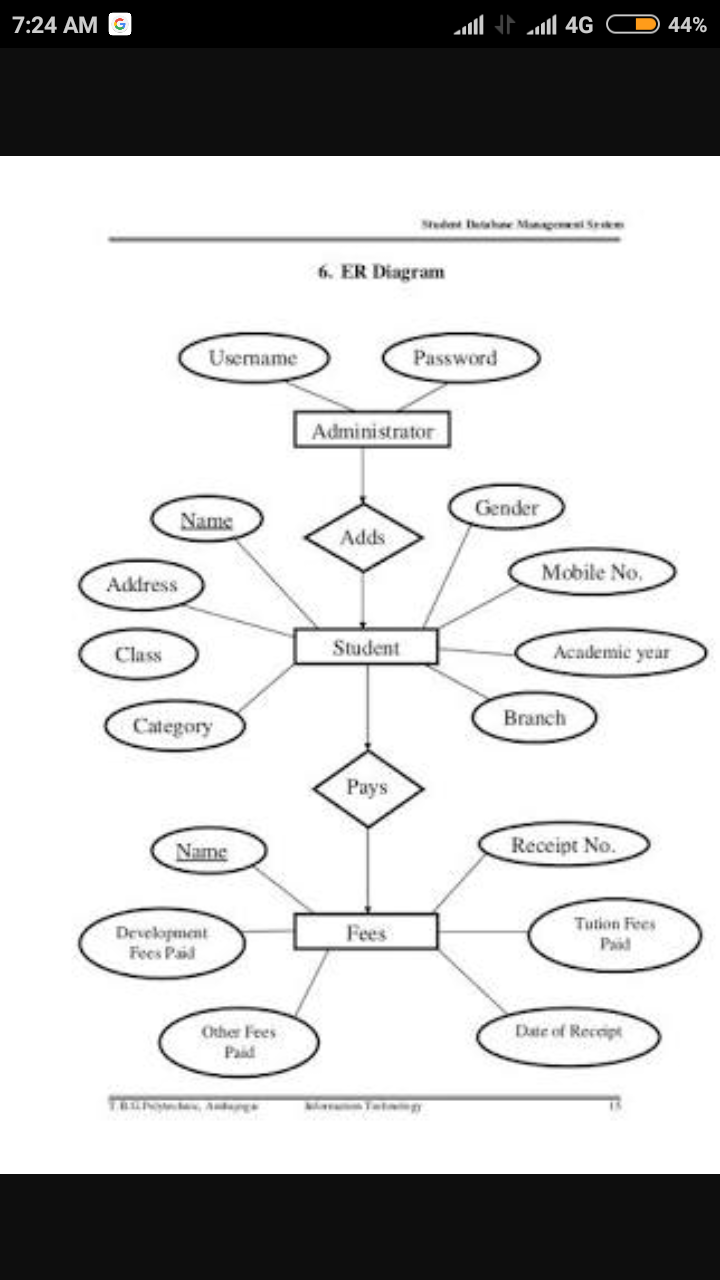 7:24 AM G 4G 44%
Student Database Management System
6. ER Diagram
Username Password
Administrator
Name Gender
Adds
Address Mobile No.
Class Student Academic year
Category Branch
Pays
Name Receipt No.
Development
Fees Paid
Fees
Tution Fees
Paid
Other Fees
Paid
Date of Receipt
Information Technology 15